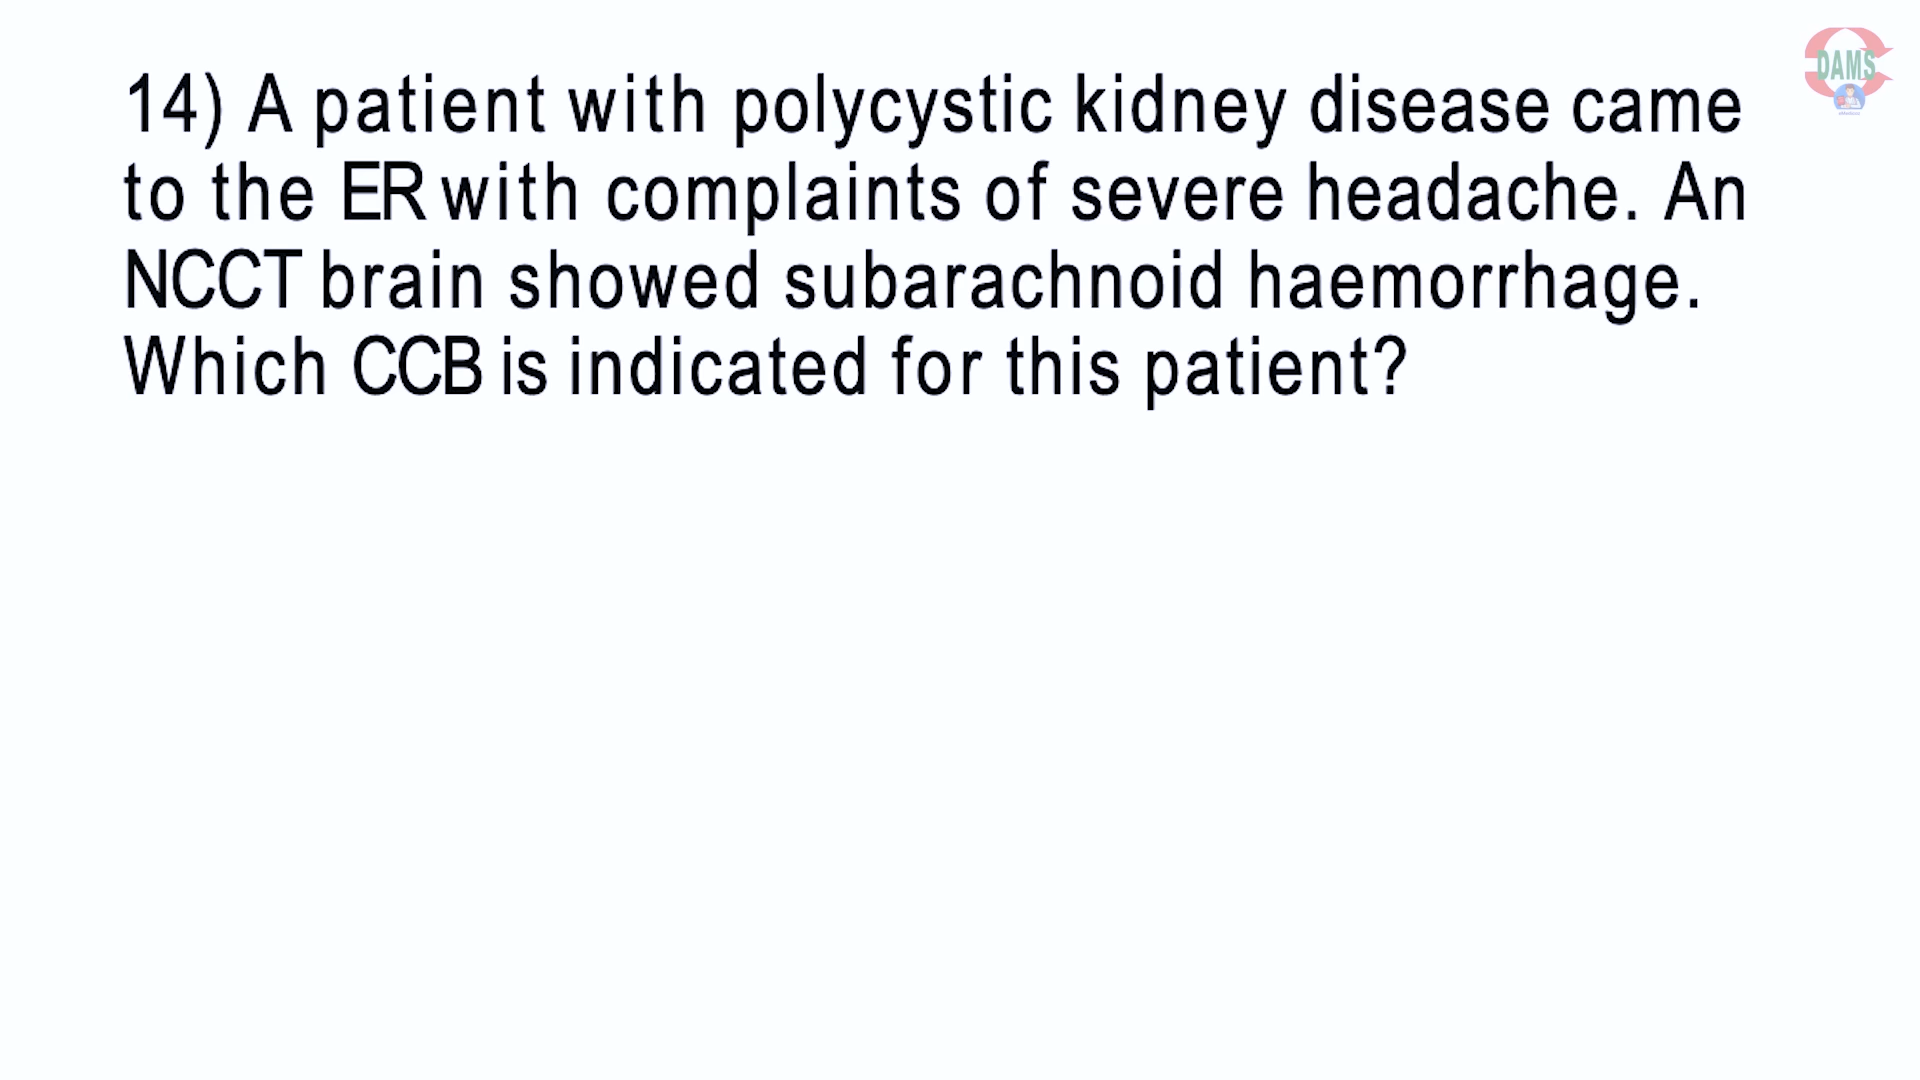 DAMS
14) A patient with polycystic kidney disease came
to the ER with complaints of severe headache. An
NCCT brain showed subarachnoid haemorrhage.
Which CCB is indicated for this patient?